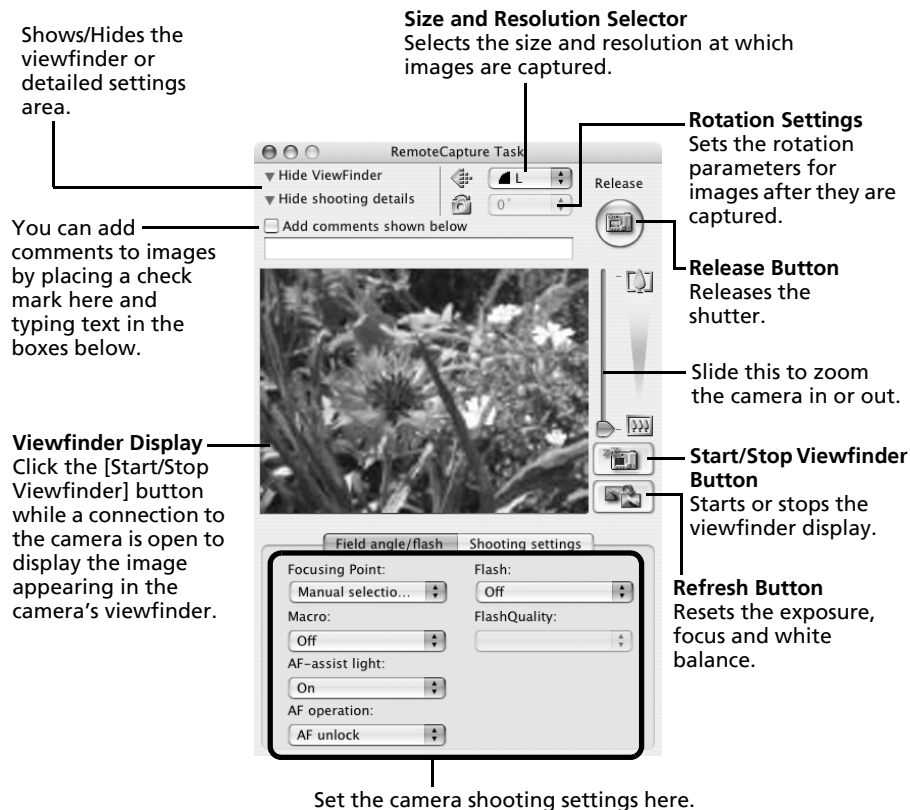 Shows/Hides the
viewfinder or
detailed settings
area.
Size and Resolution Selector
Selects the size and resolution at which
images are captured.
Rotation Settings
Sets the rotation
parameters for
images after they are
captured.
RemoteCapture Task
Hide ViewFinder
L
Release
Hide shooting details
0°
Add comments shown below
You can add
comments to images
by placing a check
mark here and
typing text in the
boxes below.
Release Button
Releases the
shutter.
Slide this to zoom
the camera in or out.
Viewfinder Display
Click the [Start/Stop
Viewfinder] button
while a connection to
the camera is open to
display the image
appearing in the
camera's viewfinder.
Start/Stop Viewfinder
Button
Starts or stops the
viewfinder display.
Refresh Button
Resets the exposure,
focus and white
balance.
Field angle/flash
Shooting settings
Focusing Point:
Manual selectio...
Macro:
Off
AF-assist light:
On
AF operation:
AF unlock
Flash:
Off
FlashQuality:
Set the camera shooting settings here.